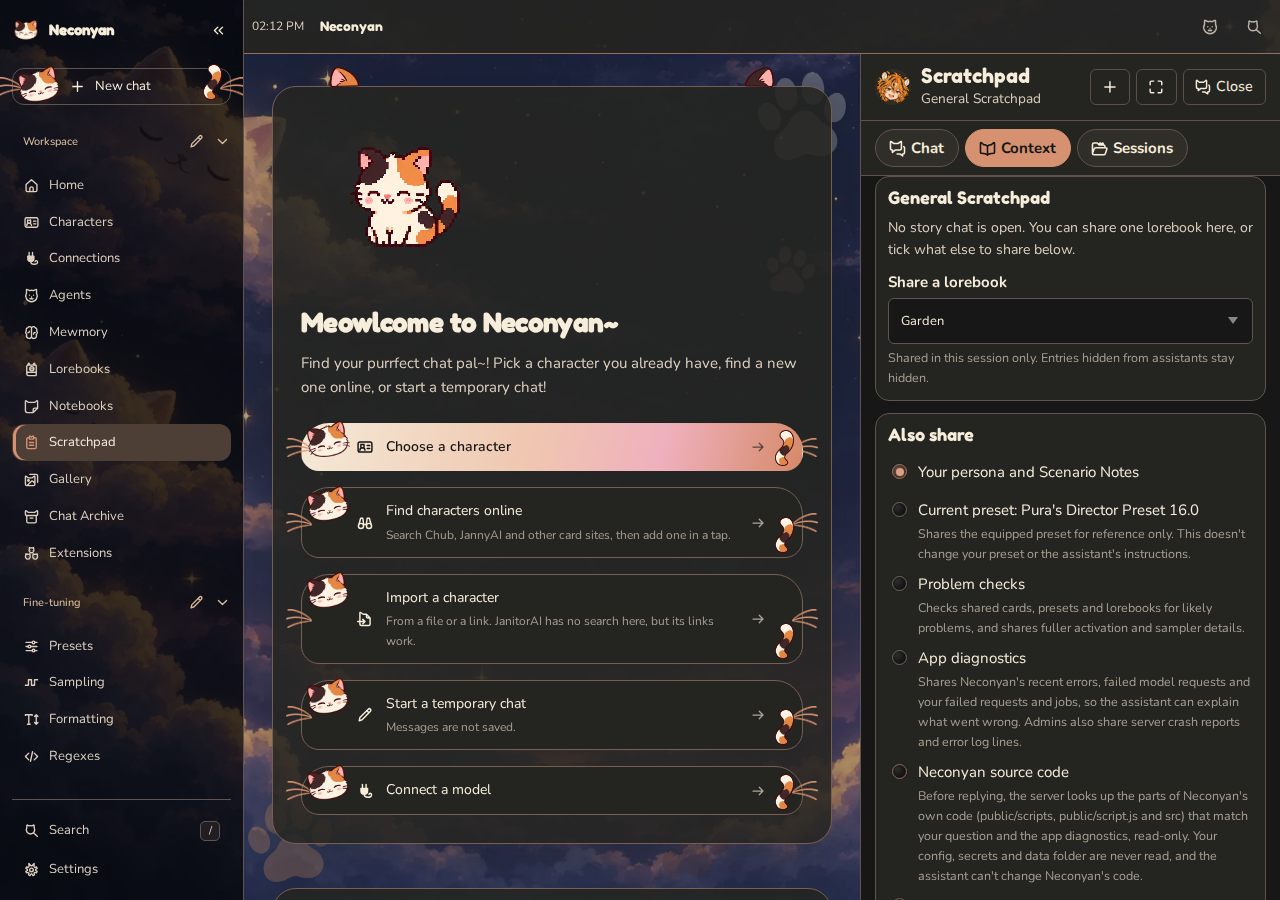 Neconyan
New chat
Workspace
Home
Characters
Connections
Agents
Mewmory
Lorebooks
Notebooks
Scratchpad
Gallery
Chat Archive
Extensions
Fine-tuning
Presets
Sampling
Formatting
Regexes
Search
/
Settings
02:12 PM
Neconyan
Meowlcome to Neconyan~
Find your purrfect chat pal~! Pick a character you already have, find a new
one online, or start a temporary chat!
Choose a character
Find characters online
Search Chub, JannyAI and other card sites, then add one in a tap.
Import a character
From a file or a link. JanitorAI has no search here, but its links
work.
Start a temporary chat
Messages are not saved.
Connect a model
Scratchpad
General Scratchpad
Close
Chat
Context
Sessions
General Scratchpad
No story chat is open. You can share one lorebook here, or
tick what else to share below.
Share a lorebook
Garden
Shared in this session only. Entries hidden from assistants stay
hidden.
Also share
Your persona and Scenario Notes
Current preset: Pura's Director Preset 16.0
Shares the equipped preset for reference only. This doesn't
change your preset or the assistant's instructions.
Problem checks
Checks shared cards, presets and lorebooks for likely
problems, and shares fuller activation and sampler details.
App diagnostics
Shares Neconyan's recent errors, failed model requests and
your failed requests and jobs, so the assistant can explain
what went wrong. Admins also share server crash reports
and error log lines.
Neconyan source code
Before replying, the server looks up the parts of Neconyan's
own code (public/scripts, public/script.js and src) that match
your question and the app diagnostics, read-only. Your
config, secrets and data folder are never read, and the
assistant can't change Neconyan's code.